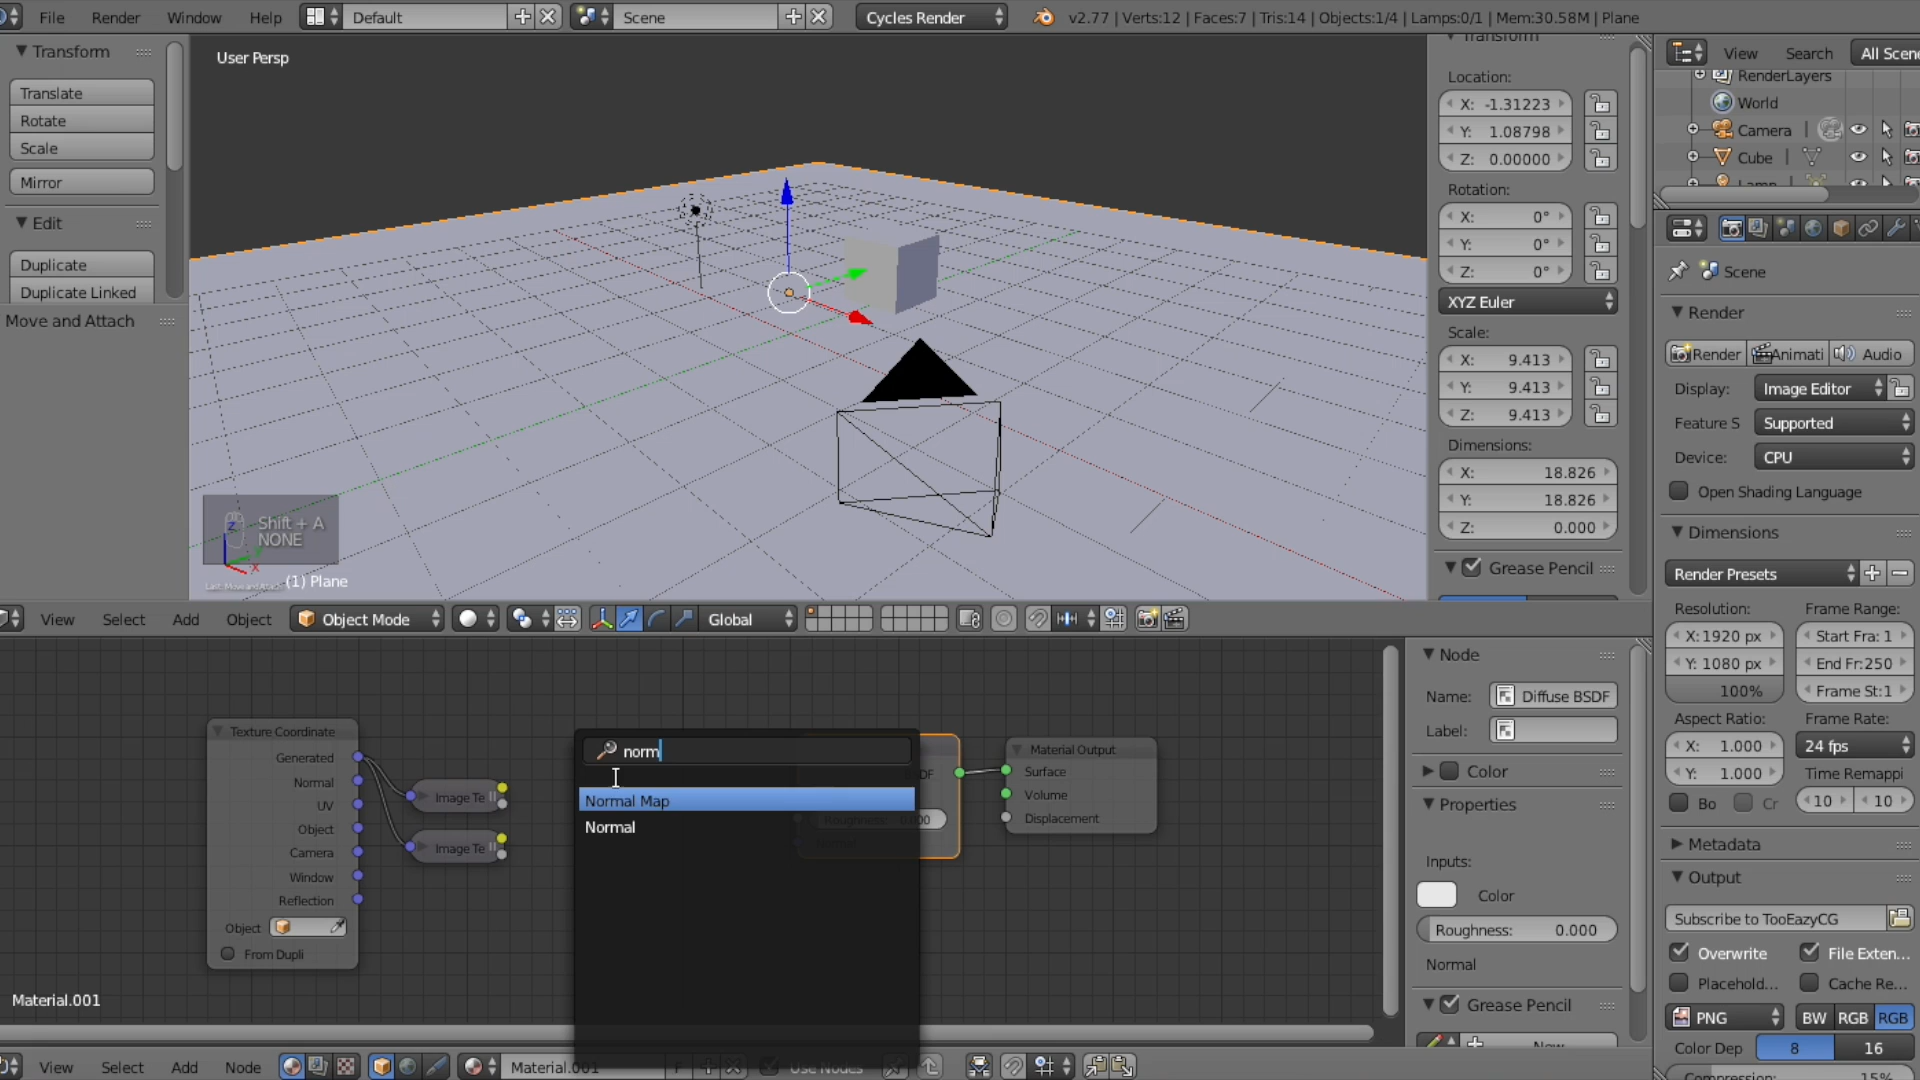 File Render Window Help Default Scene Cycles Render v2.77 | Verts:12 | Faces:7 | Tris:14 | Objects:1/4 | Lamps:0/1 | Mem:30.58M | Plane
Transform
Translate
Rotate
Scale
Mirror
Edit
Duplicate
Duplicate Linked
Move and Attach
User Persp
Shift + A
NONE
(1) Plane
Transform
Location:
X: -1.31223
Y: 1.08798
Z: 0.00000
Rotation:
X: 0°
Y: 0°
Z: 0°
XYZ Euler
Scale:
X: 9.413
Y: 9.413
Z: 9.413
Dimensions:
X: 18.826
Y: 18.826
Z: 0.000
Grease Pencil
View Search All Scene
RenderLayers
World
Camera
Cube
Lamp
Scene
Render
Render Animati Audio
Display: Image Editor
Feature S Supported
Device: CPU
Open Shading Language
Dimensions
Render Presets
Resolution: Frame Range:
X: 1920 px Start Fra: 1
Y: 1080 px End Fr:250
100% Frame St:1
Aspect Ratio: Frame Rate:
X: 1.000 24 fps
Y: 1.000 Time Remappi
Bo Cr 10 10
Metadata
Output
Subscribe to TooEazyCG
Overwrite File Exten...
Placehold... Cache Re...
PNG BW RGB RGB
Color Dep 8 16
Compression: 15%
View Select Add Object Object Mode Global
Texture Coordinate
Generated
Normal
UV
Object
Camera
Window
Reflection
Object
From Dupli
Image Te
Image Te
norm
Normal Map
Normal
Roughness: 0.000
Material Output
Surface
Volume
Displacement
Material.001
Node
Name: Diffuse BSDF
Label:
Color
Properties
Inputs:
Color
Roughness: 0.000
Normal
Grease Pencil
New
View Select Add Node Material.001 F Use Nodes